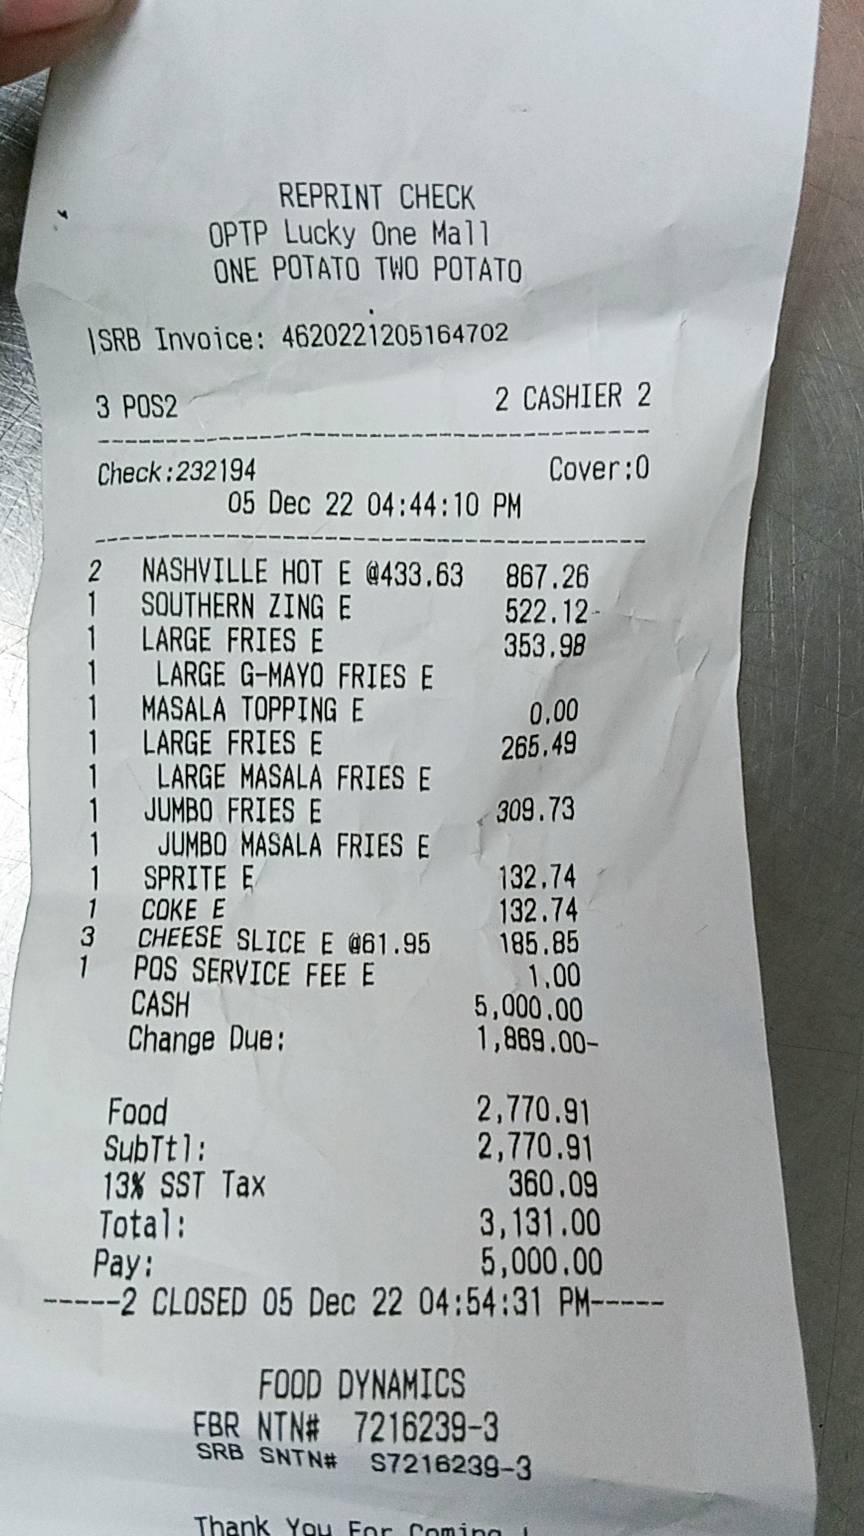 REPRINT CHECK
OPTP Lucky One Mall
ONE POTATO TWO POTATO
|SRB Invoice: 4620221205164702
3 POS2 2 CASHIER 2
Check:232194 Cover:0
05 Dec 22 04:44:10 PM
2 NASHVILLE HOT E @433.63 867.26
1 SOUTHERN ZING E 522.12
1 LARGE FRIES E 353.98
1 LARGE G-MAYO FRIES E
1 MASALA TOPPING E 0.00
1 LARGE FRIES E 265.49
1 LARGE MASALA FRIES E
1 JUMBO FRIES E 309.73
1 JUMBO MASALA FRIES E
1 SPRITE E 132.74
1 COKE E 132.74
3 CHEESE SLICE E @61.95 185.85
1 POS SERVICE FEE E 1.00
CASH 5,000.00
Change Due: 1,869.00-
Food 2,770.91
SubTtl: 2,770.91
13% SST Tax 360.09
Total: 3,131.00
Pay: 5,000.00
-----2 CLOSED 05 Dec 22 04:54:31 PM-----
FOOD DYNAMICS
FBR NTN# 7216239-3
SRB SNTN# S7216239-3
Thank You For Coming !